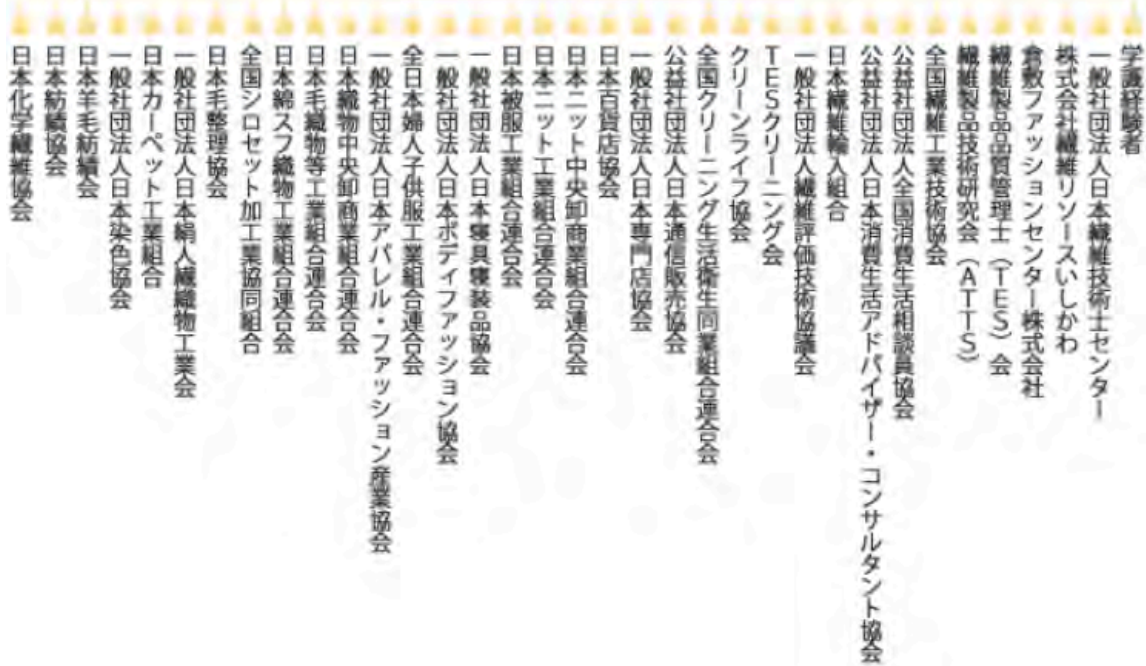 学識経験者
一般社団法人日本繊維技術士センター
株式会社繊維リソースいしかわ
倉敷ファッションセンター株式会社
繊維製品品質管理士（TES）会
繊維製品技術研究会（ATTS）
全国繊維工業技術協会
公益社団法人全国消費生活相談員協会
公益社団法人日本消費生活アドバイザー・コンサルタント協会
一般社団法人繊維評価技術協議会
日本繊維輸入組合
TESクリーニング会
クリーンライフ協会
全国クリーニング生活衛生同業組合連合会
公益社団法人日本通信販売協会
一般社団法人日本専門店協会
日本百貨店協会
日本ニット中央卸商業組合連合会
日本ニット工業組合連合会
日本被服工業組合連合会
一般社団法人日本寝具寝装品協会
一般社団法人日本ボディファッション協会
全日本婦人子供服工業組合連合会
一般社団法人日本アパレル・ファッション産業協会
日本織物中央卸商業組合連合会
日本毛織物等工業組合連合会
日本綿スフ織物工業組合連合会
全国シロセット加工業協同組合
日本毛整理協会
一般社団法人日本絹人繊織物工業会
日本カーペット工業組合
一般社団法人日本染色協会
日本羊毛紡績会
日本紡績協会
日本化学繊維協会